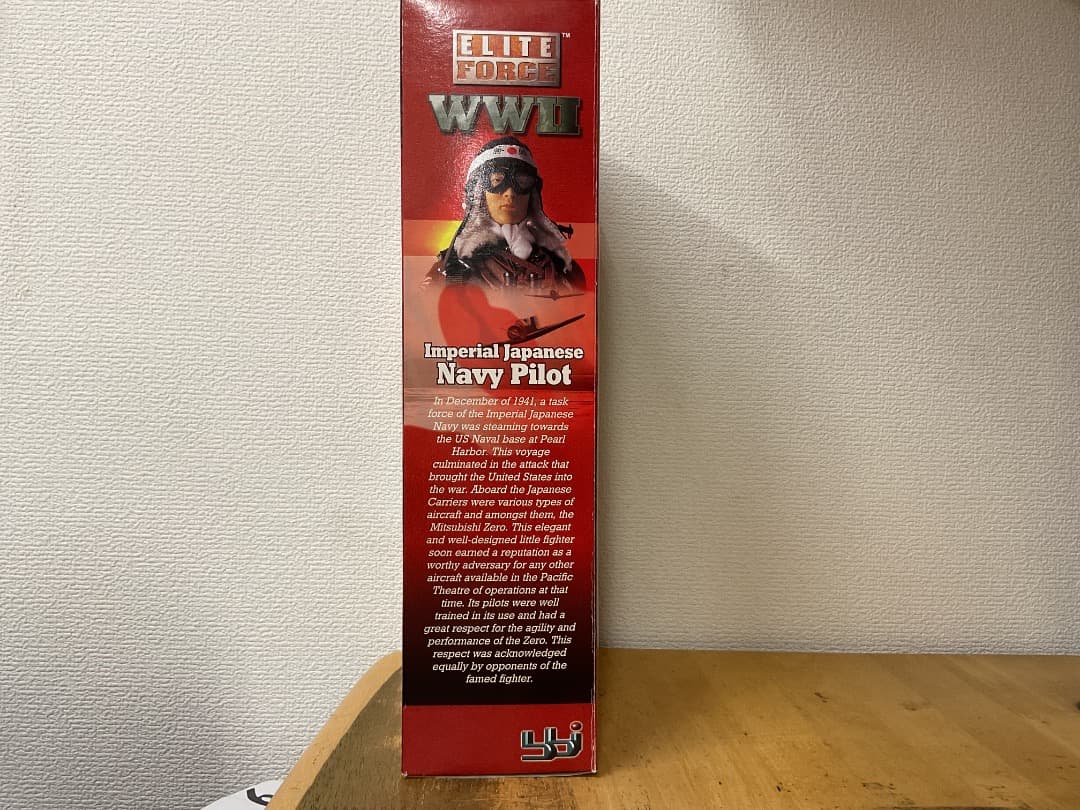 ELITE™
FORCE
WWII
Imperial Japanese
Navy Pilot
In December of 1941, a task
force of the Imperial Japanese
Navy was steaming towards
the US Naval base at Pearl
Harbor. This voyage
culminated in the attack that
brought the United States into
the war. Aboard the Japanese
Carriers were various types of
aircraft and amongst them, the
Mitsubishi Zero. This elegant
and well-designed little fighter
soon earned a reputation as a
worthy adversary for any other
aircraft available in the Pacific
Theatre of operations at that
time. Its pilots were well
trained in its use and had a
great respect for the agility and
performance of the Zero. This
respect was acknowledged
equally by opponents of the
famed fighter.
bbi